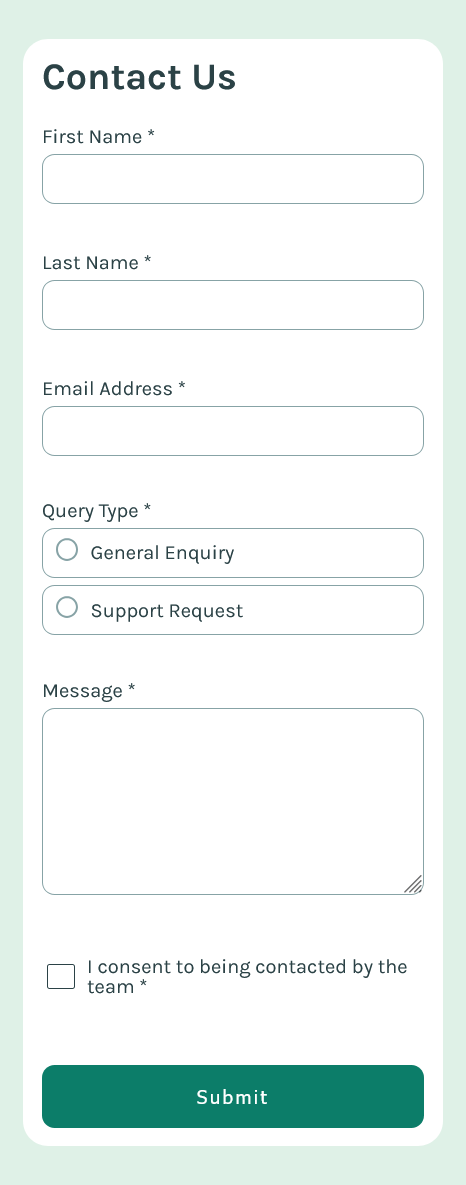 Contact Us
First Name *
Last Name *
Email Address *
Query Type *
General Enquiry
Support Request
Message *
I consent to being contacted by the
team *
Submit